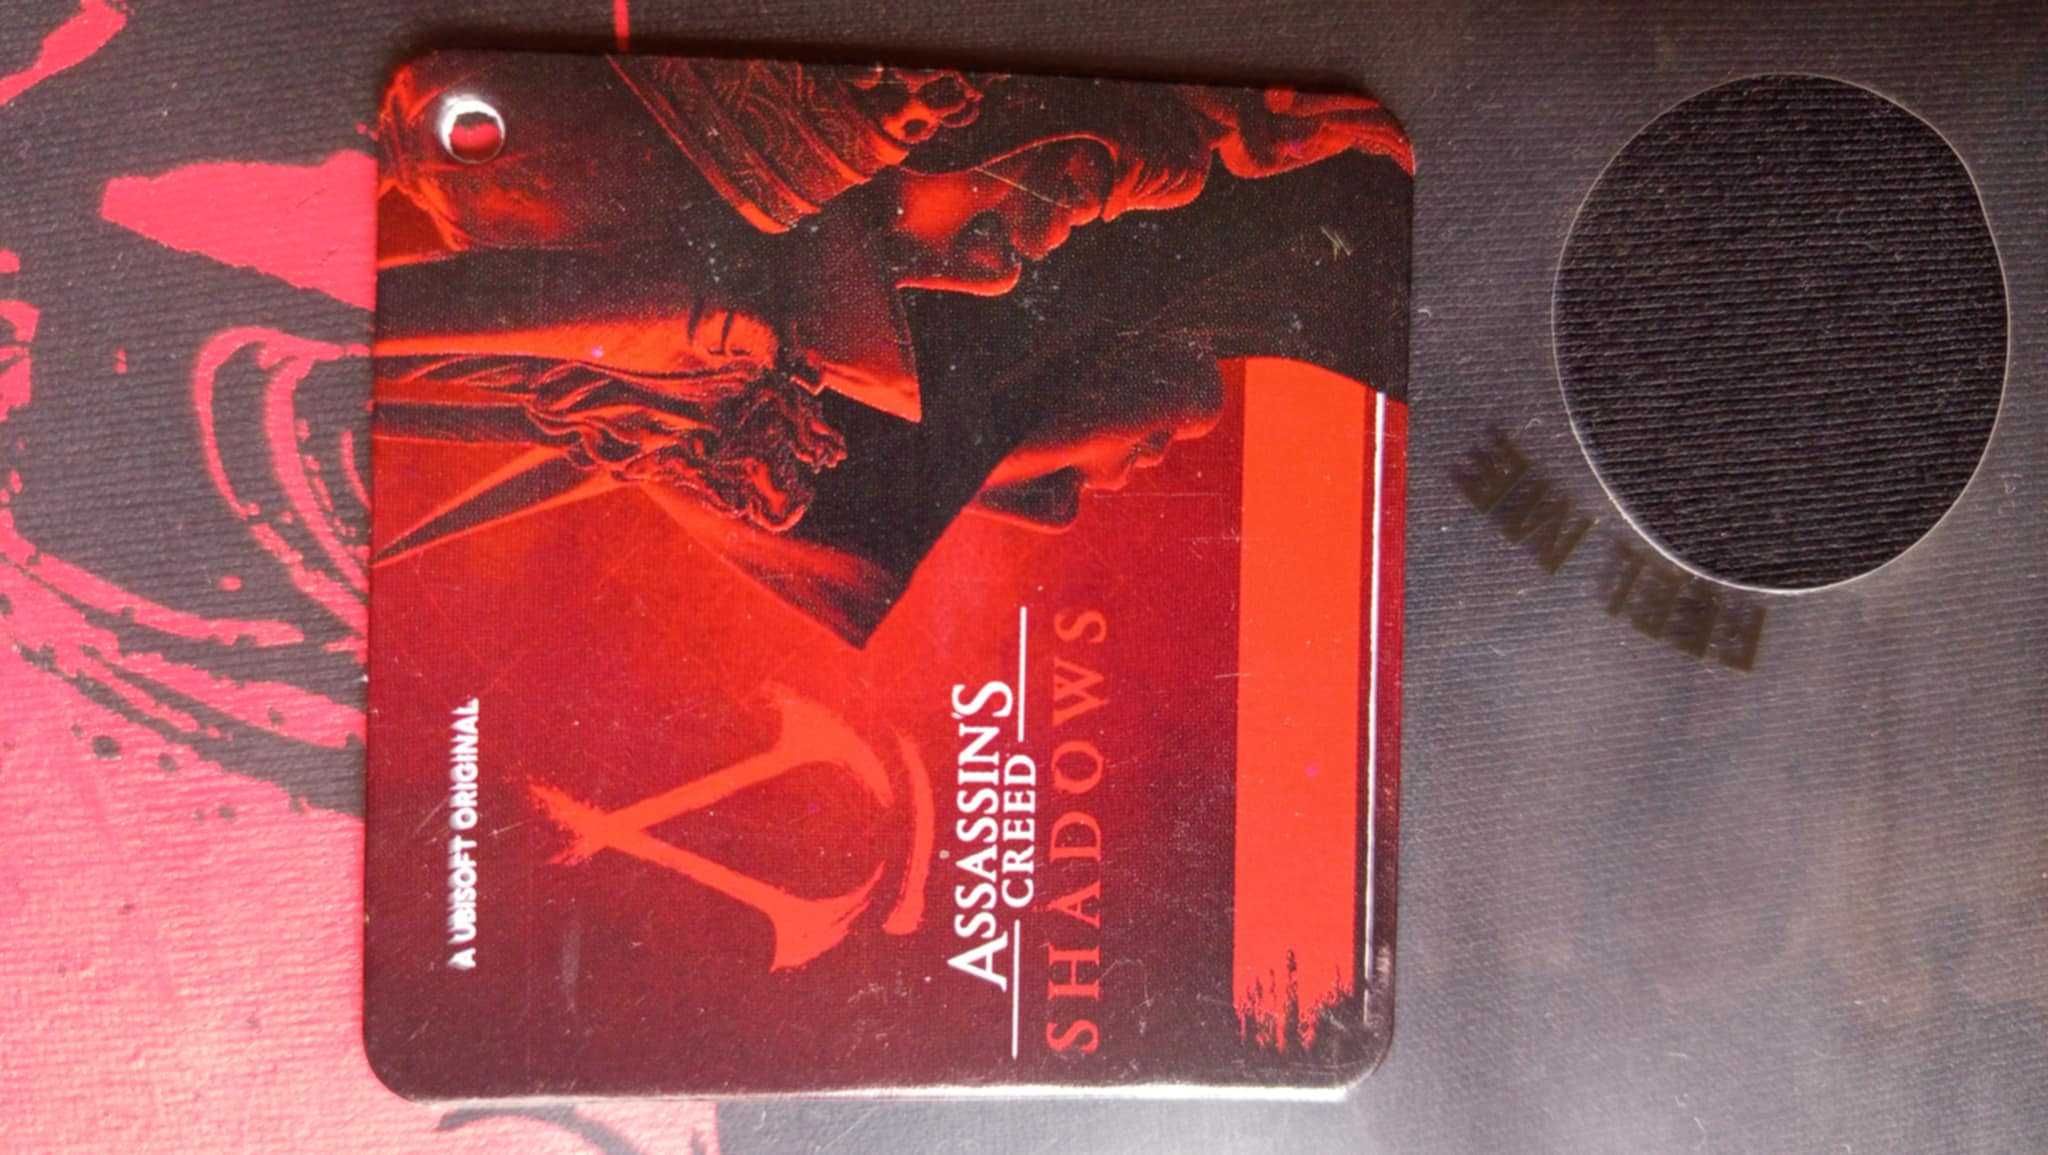 A UBISOFT ORIGINAL
ASSASSIN'S
CREED
SHADOWS
FEEL ME